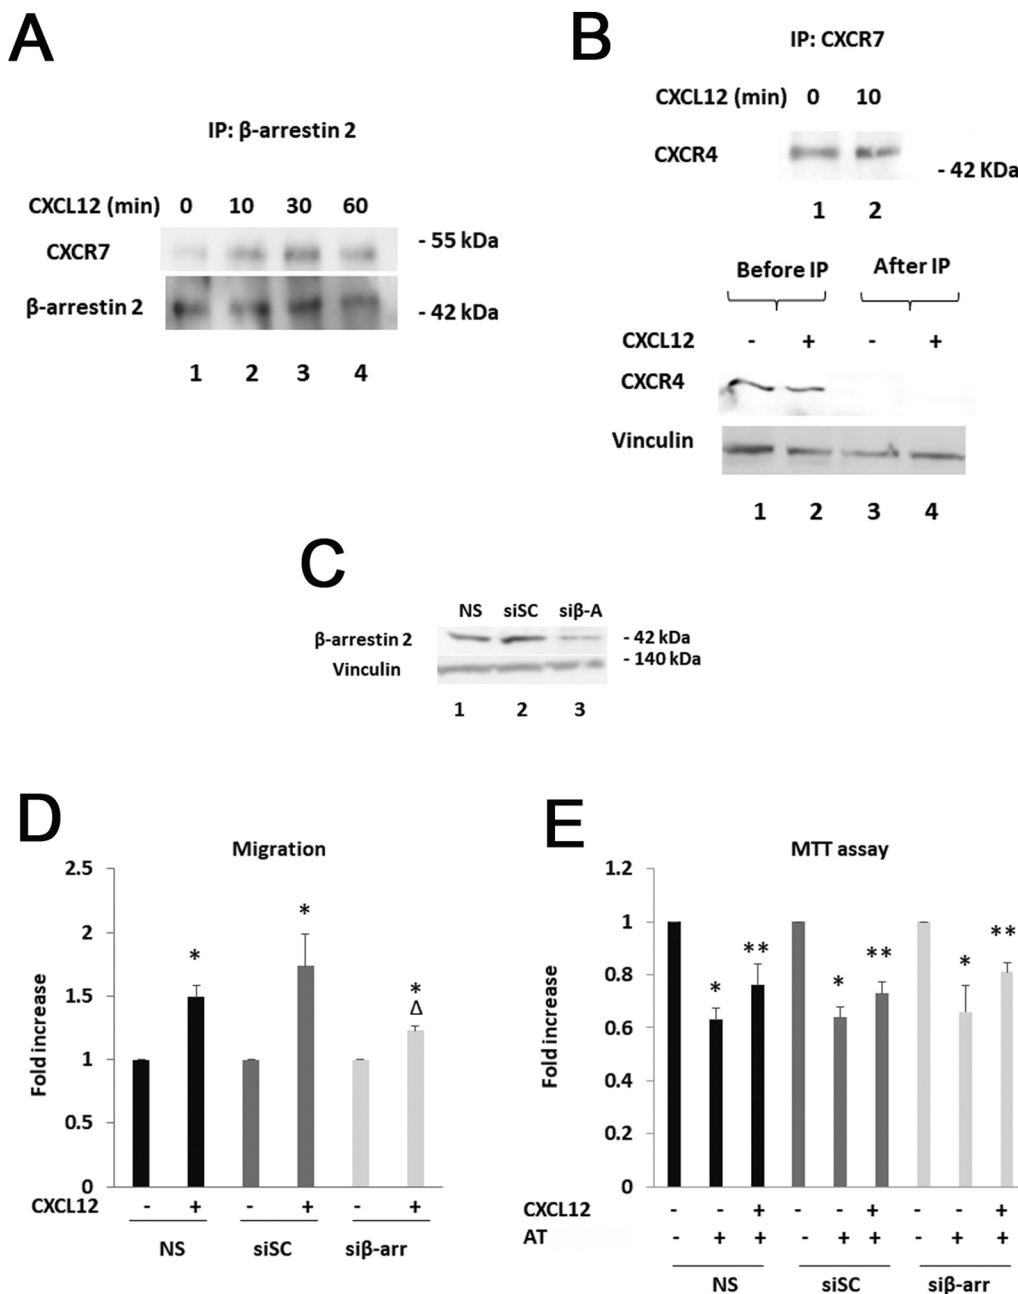 A
IP: β-arrestin 2
CXCL12 (min) 0 10 30 60
CXCR7
- 55 kDa
β-arrestin 2
- 42 kDa
1 2 3 4
B
IP: CXCR7
CXCL12 (min) 0 10
CXCR4
- 42 KDa
1 2
Before IP After IP
CXCL12 - + - +
CXCR4
Vinculin
1 2 3 4
C
NS siSC siβ-A
β-arrestin 2 - 42 kDa
Vinculin - 140 kDa
1 2 3
D
Migration
Fold increase
2.5
2
1.5
1
0.5
0
* * *
Δ
CXCL12 - + - + - +
NS siSC siβ-arr
E
MTT assay
Fold increase
1.2
1
0.8
0.6
0.4
0.2
0
* ** * ** * **
CXCL12 - - + - - + - - +
AT - + + - + + - + +
NS siSC siβ-arr